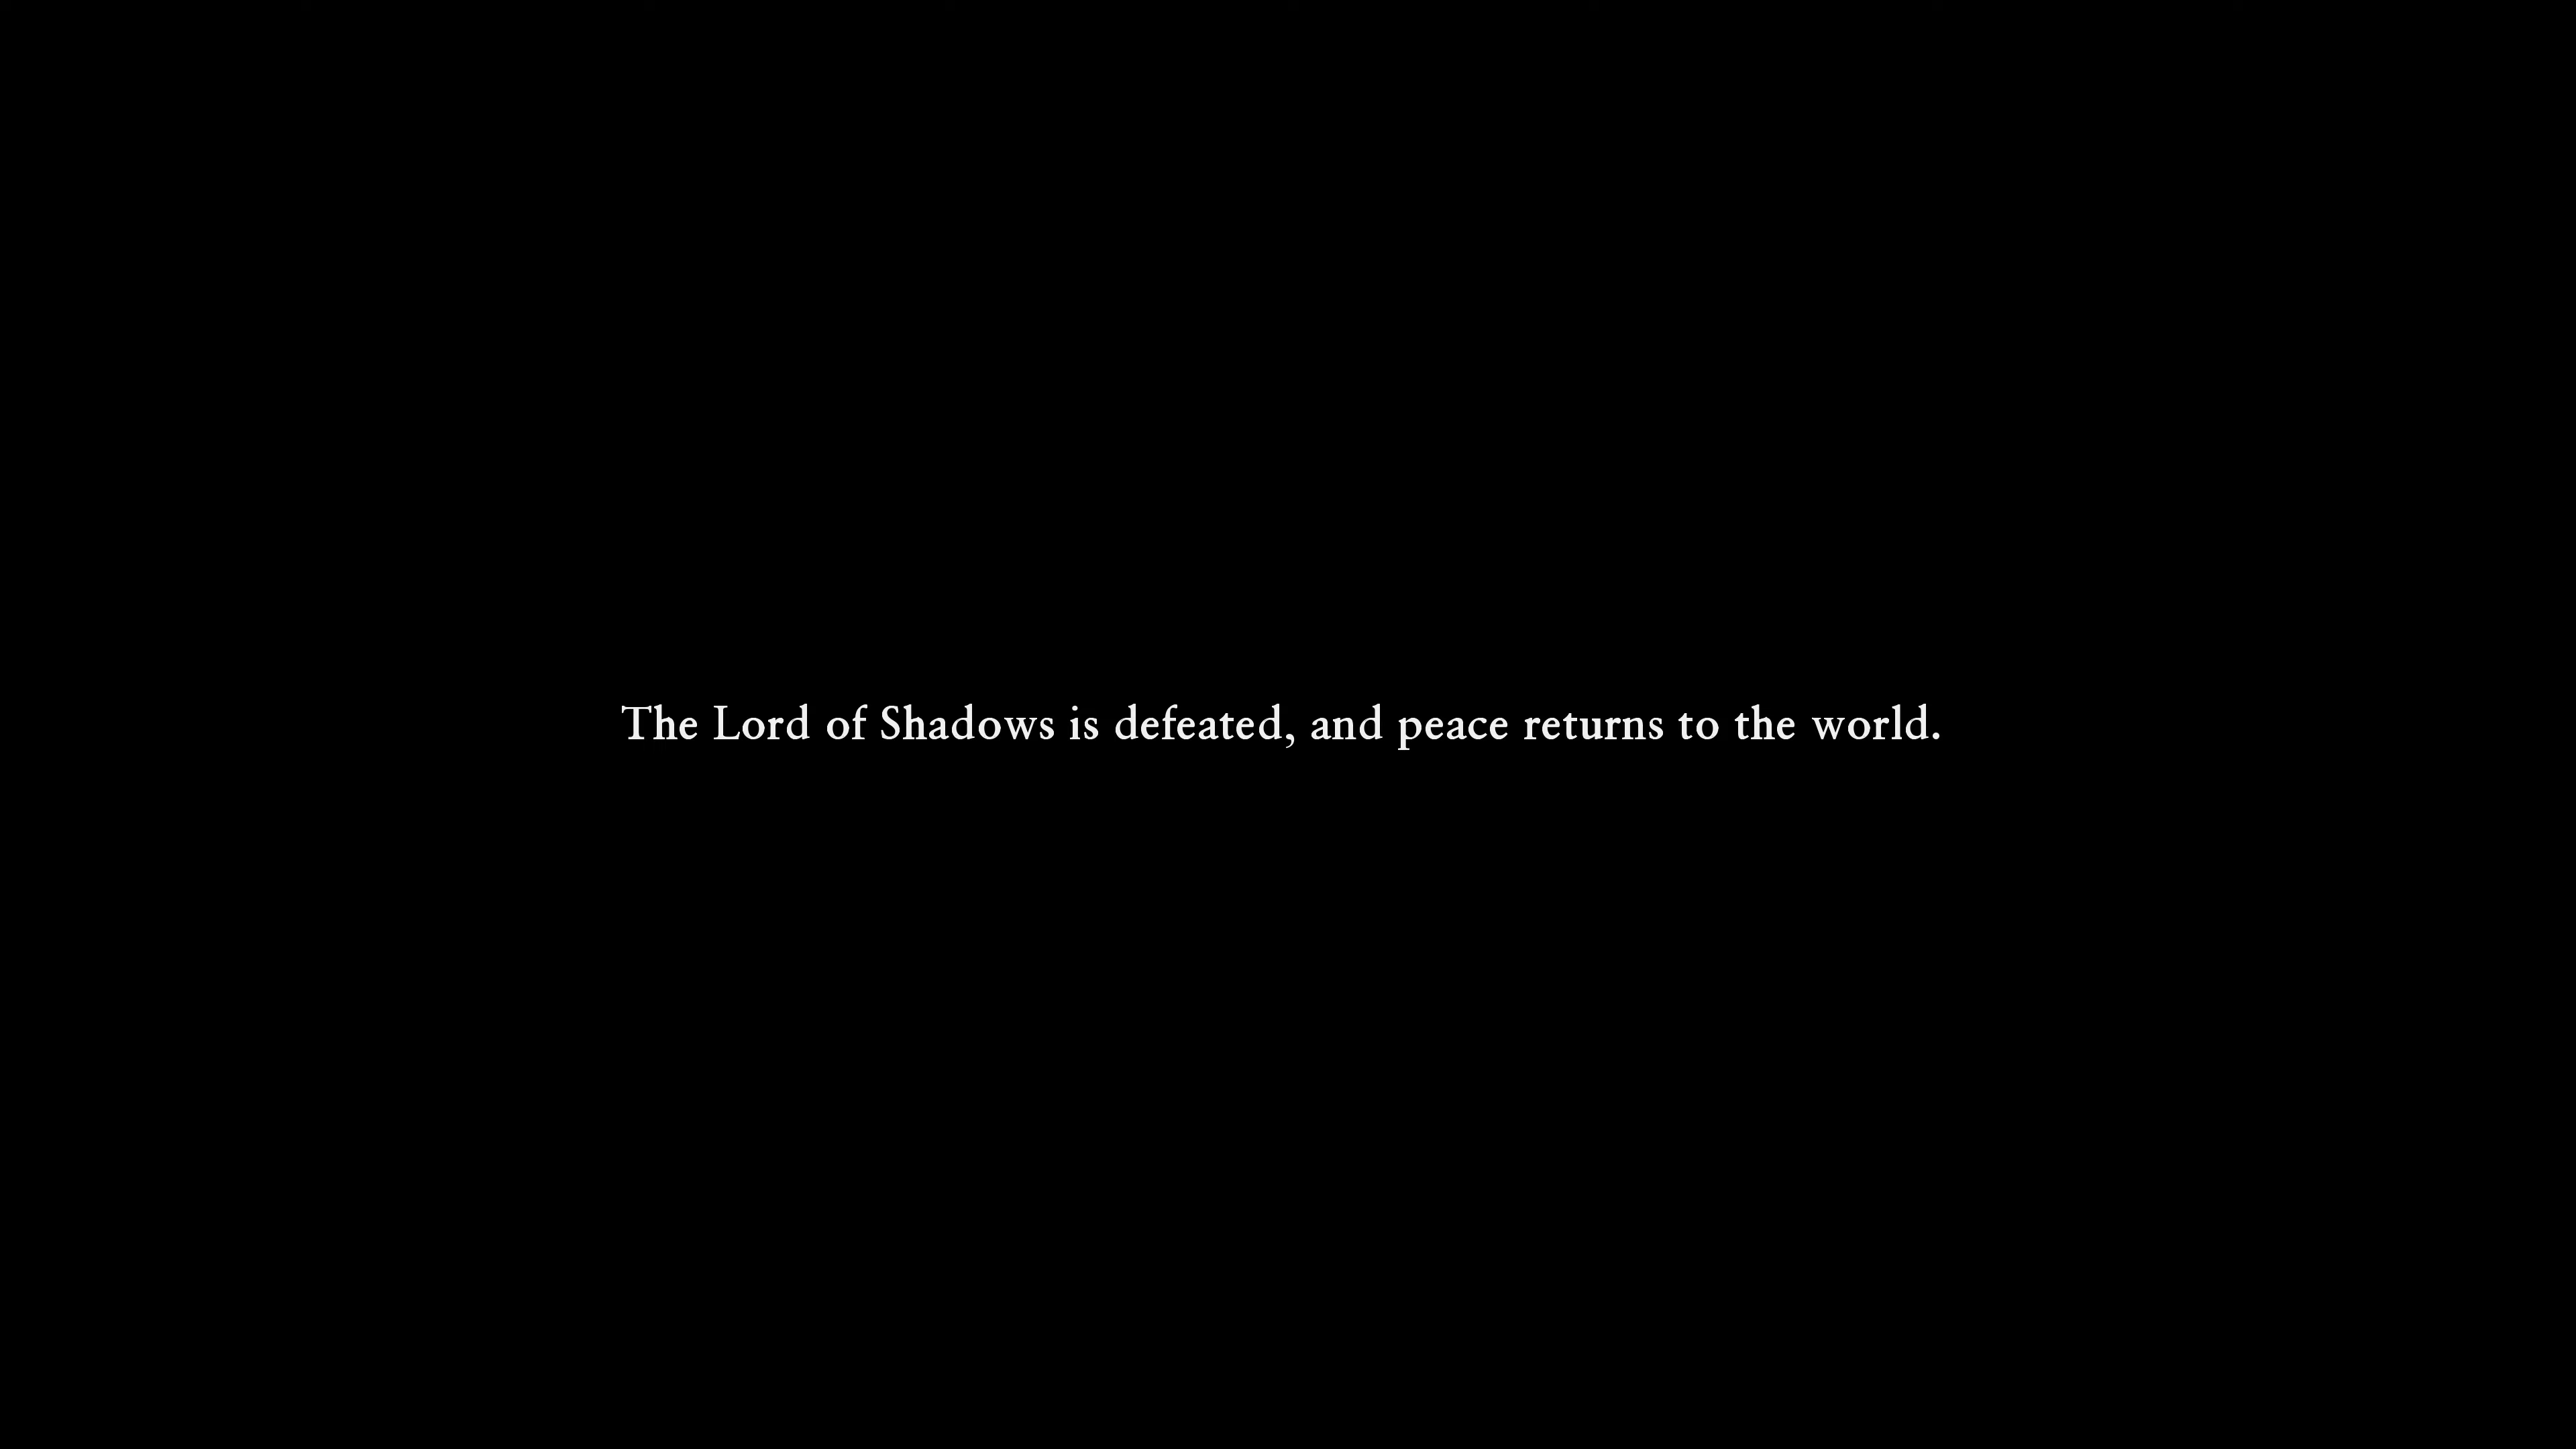 The Lord of Shadows is defeated, and peace returns to the world.